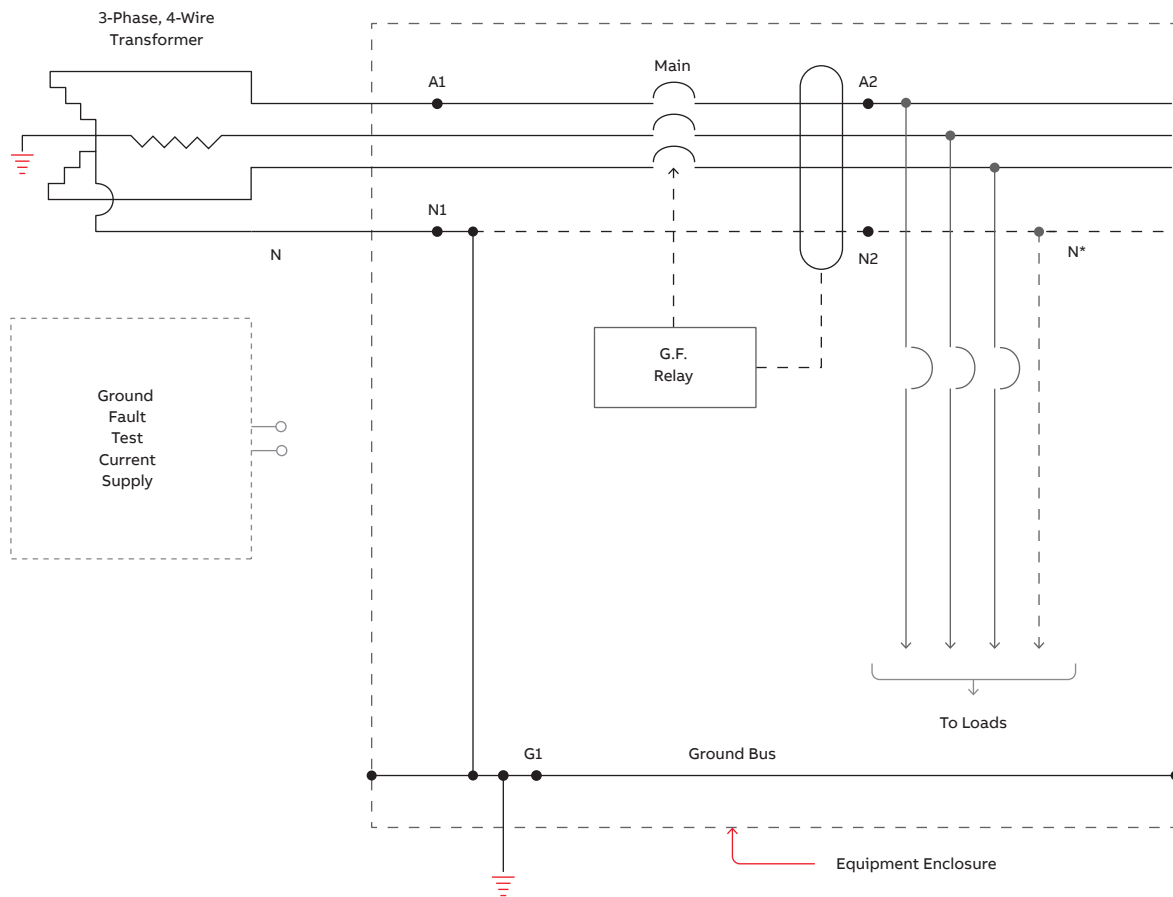 3-Phase, 4-Wire
Transformer
Main
A1
A2
N1
N
N2
N*
G.F.
Relay
Ground
Fault
Test
Current
Supply
To Loads
G1
Ground Bus
Equipment Enclosure